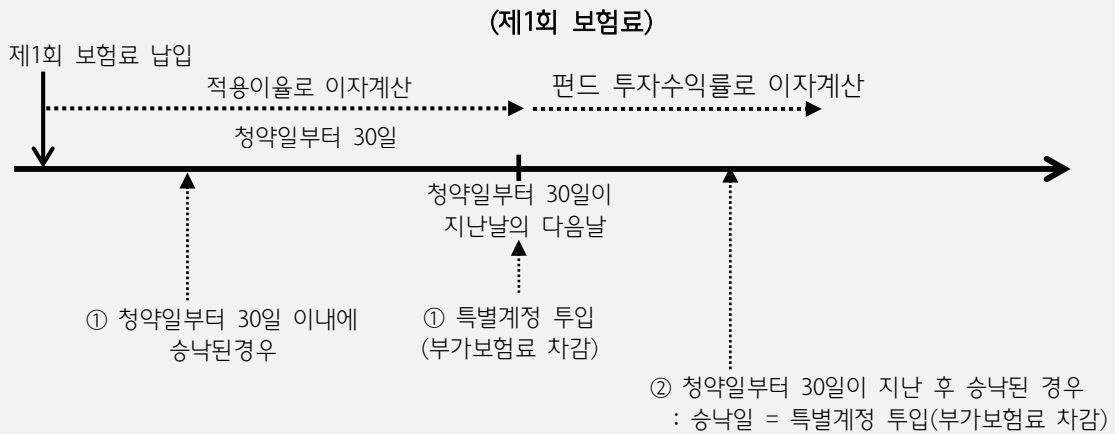 (제1회 보험료)
제1회 보험료 납입
적용이율로 이자계산
펀드 투자수익률로 이자계산
청약일부터 30일
청약일부터 30일이
지난날의 다음날
① 청약일부터 30일 이내에
승낙된경우
① 특별계정 투입
(부가보험료 차감)
② 청약일부터 30일이 지난 후 승낙된 경우
: 승낙일 = 특별계정 투입(부가보험료 차감)